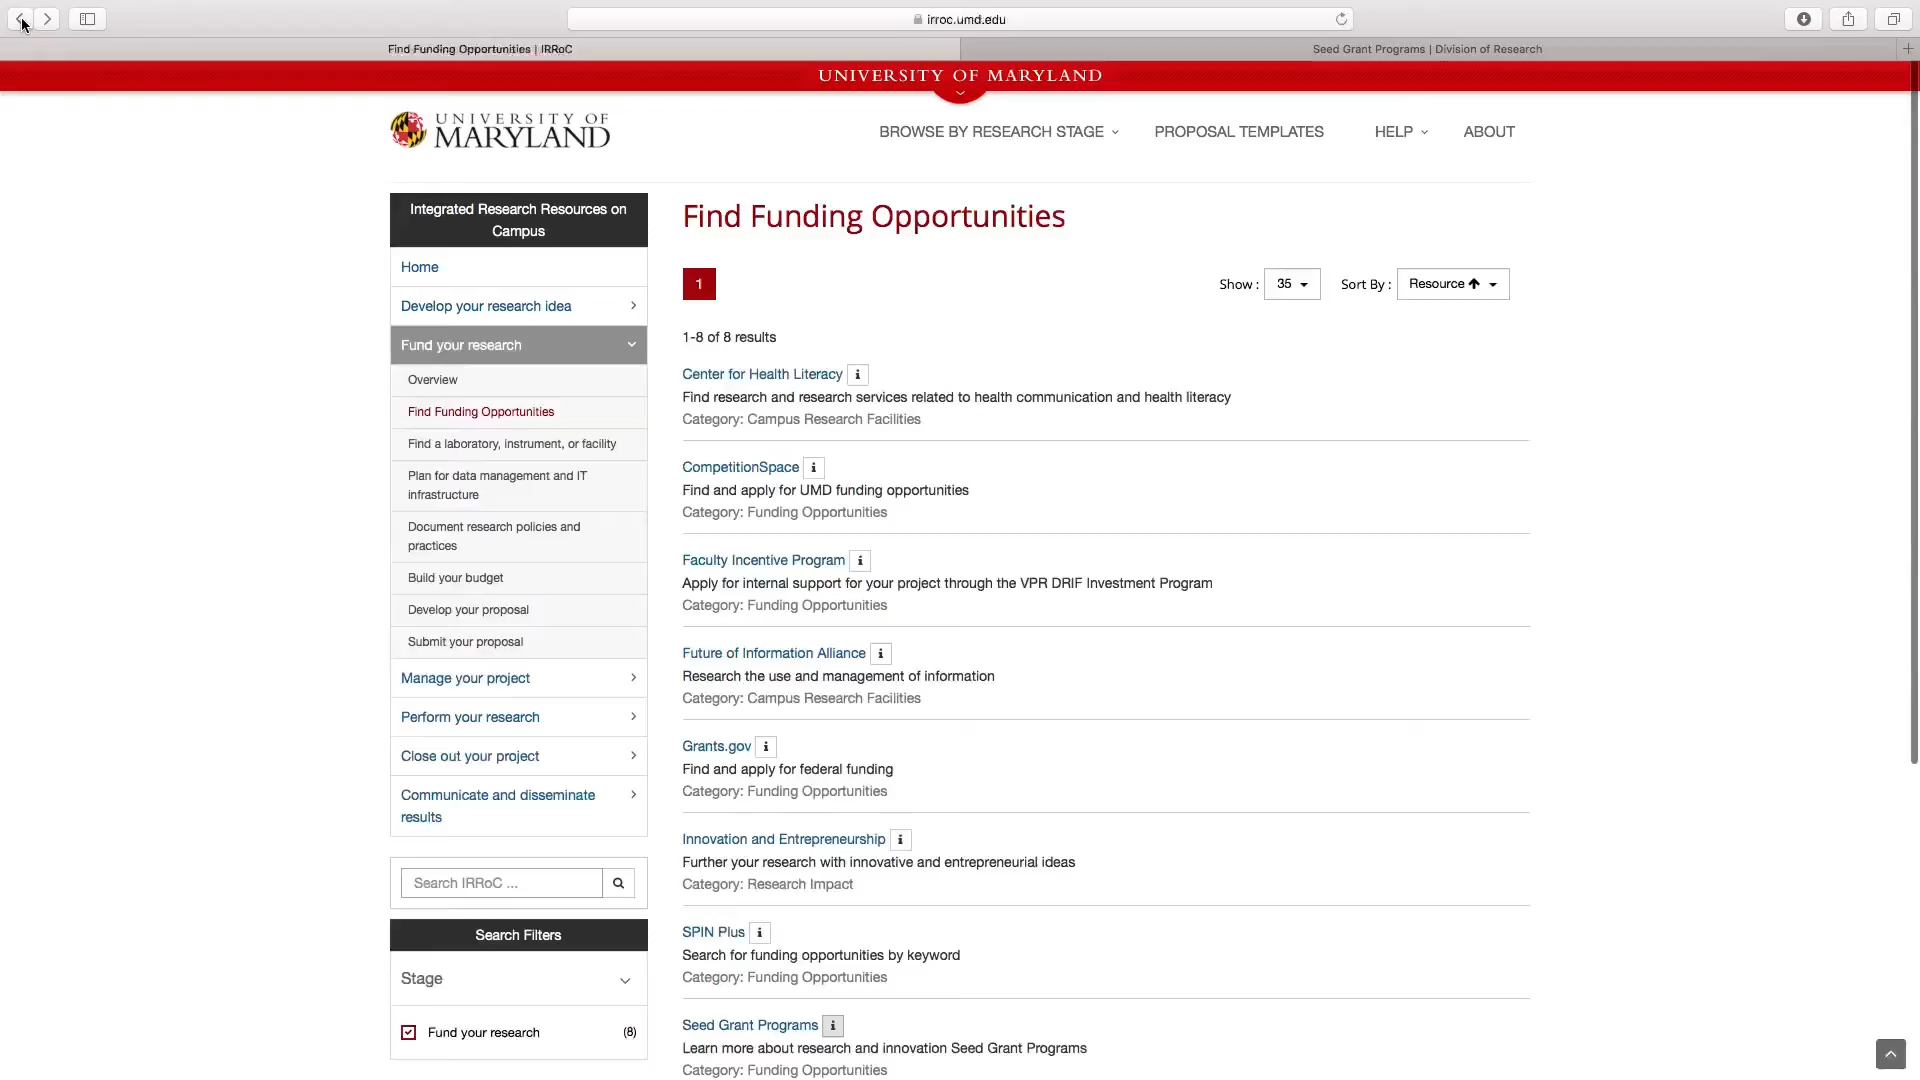 irroc.umd.edu
Find Funding Opportunities | IRRoC
Seed Grant Programs | Division of Research
UNIVERSITY OF MARYLAND
UNIVERSITY OF
MARYLAND
BROWSE BY RESEARCH STAGE
PROPOSAL TEMPLATES
HELP
ABOUT
Integrated Research Resources on
Campus
Home
Develop your research idea
Fund your research
Overview
Find Funding Opportunities
Find a laboratory, instrument, or facility
Plan for data management and IT
infrastructure
Document research policies and
practices
Build your budget
Develop your proposal
Submit your proposal
Manage your project
Perform your research
Close out your project
Communicate and disseminate
results
Search IRRoC ...
Search Filters
Stage
Fund your research (8)
Find Funding Opportunities
1
Show : 35
Sort By : Resource
1-8 of 8 results
Center for Health Literacy i
Find research and research services related to health communication and health literacy
Category: Campus Research Facilities
CompetitionSpace i
Find and apply for UMD funding opportunities
Category: Funding Opportunities
Faculty Incentive Program i
Apply for internal support for your project through the VPR DRIF Investment Program
Category: Funding Opportunities
Future of Information Alliance i
Research the use and management of information
Category: Campus Research Facilities
Grants.gov i
Find and apply for federal funding
Category: Funding Opportunities
Innovation and Entrepreneurship i
Further your research with innovative and entrepreneurial ideas
Category: Research Impact
SPIN Plus i
Search for funding opportunities by keyword
Category: Funding Opportunities
Seed Grant Programs i
Learn more about research and innovation Seed Grant Programs
Category: Funding Opportunities